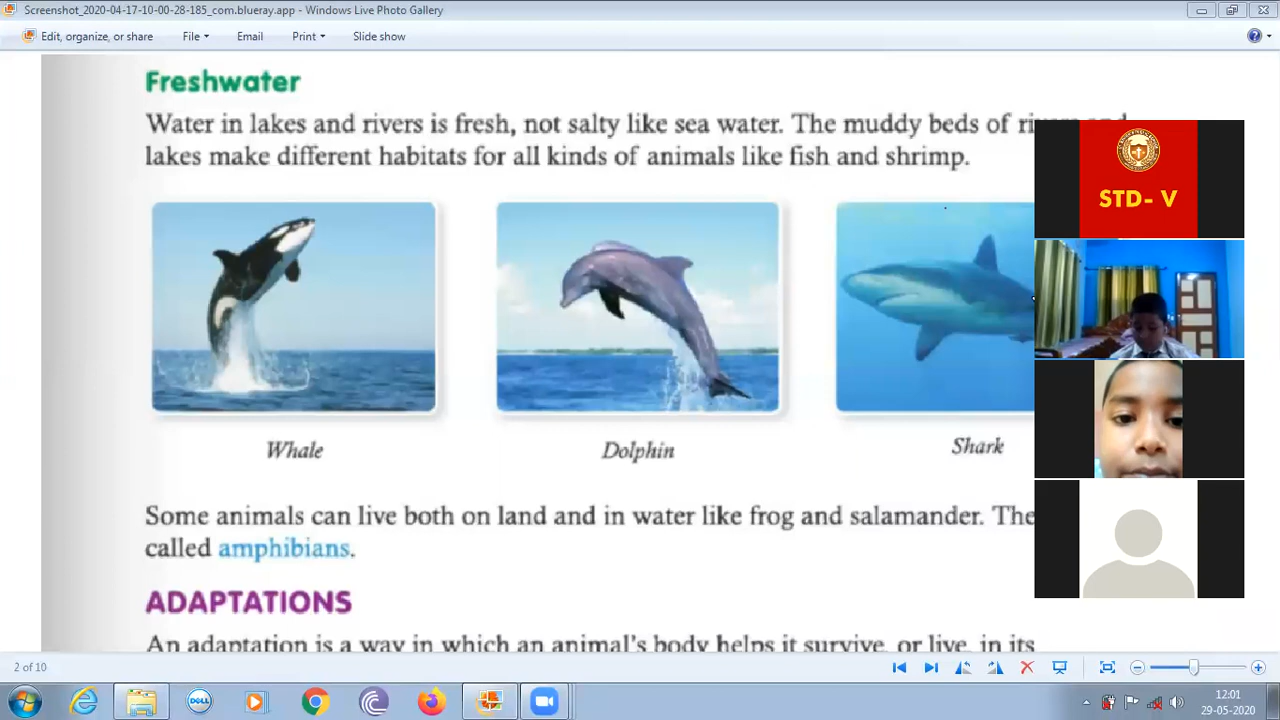 Screenshot_2020-04-17-10-00-28-185_com.blueray.app - Windows Live Photo Gallery
Edit, organize, or share File Email Print Slide show
Freshwater
Water in lakes and rivers is fresh, not salty like sea water. The muddy beds of rivers and
lakes make different habitats for all kinds of animals like fish and shrimp.
STD- V
Whale Dolphin Shark
Some animals can live both on land and in water like frog and salamander. The
called amphibians.
ADAPTATIONS
An adaptation is a way in which an animal's body helps it survive, or live, in its
2 of 10
DELL
12:01
29-05-2020